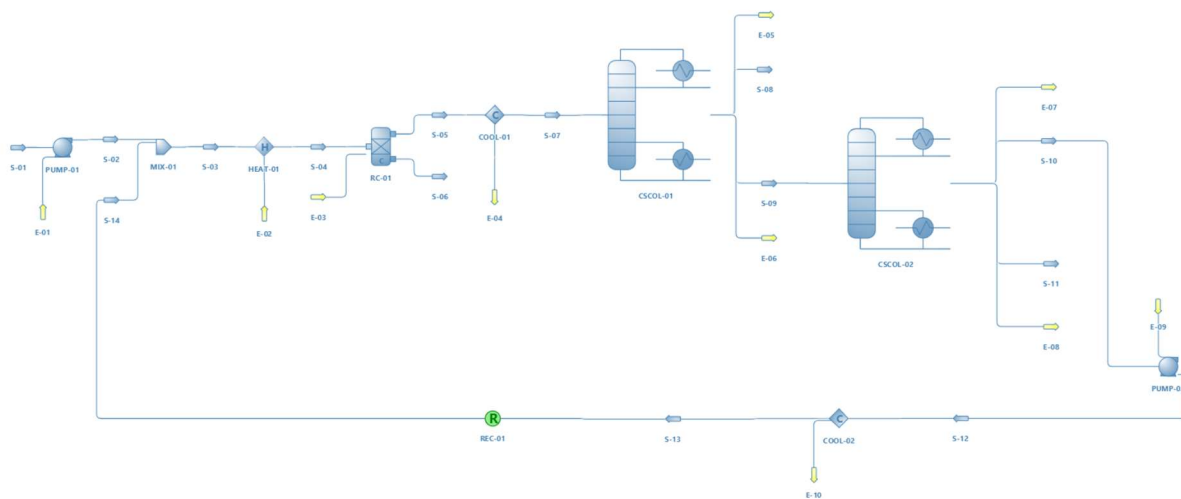 E-05
S-08
E-07
S-01
PUMP-01
S-02
MIX-01
S-03
H
HEAT-01
S-04
C
RC-01
S-05
C
COOL-01
S-07
CSCOL-01
S-10
S-14
E-01
E-02
E-03
S-06
E-04
S-09
E-06
CSCOL-02
S-11
E-08
E-09
PUMP-0
R
REC-01
S-13
C
COOL-02
S-12
E-10